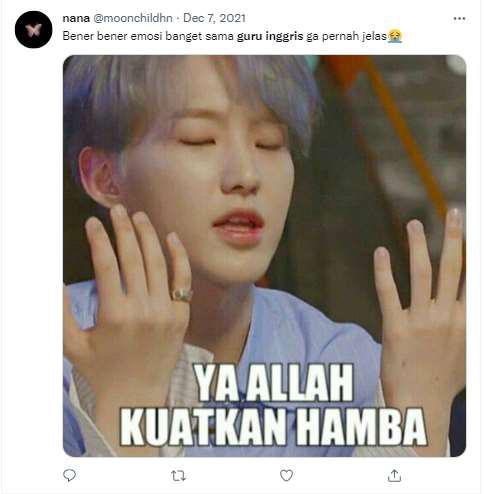 nana @moonchildhn · Dec 7, 2021
Bener bener emosi banget sama guru inggris ga pernah jelas😭
YA ALLAH
KUATKAN HAMBA